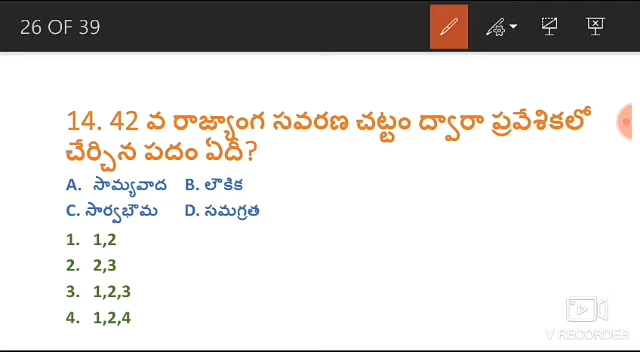 26 OF 39
14. 42 వ రాజ్యాంగ సవరణ చట్టం ద్వారా ప్రవేశికలో
చేర్చిన పదం ఏది?
A. సామ్యవాద B. లౌకిక
C. సార్వభౌమ D. సమగ్రత
1. 1,2
2. 2,3
3. 1,2,3
4. 1,2,4
V RECORDER